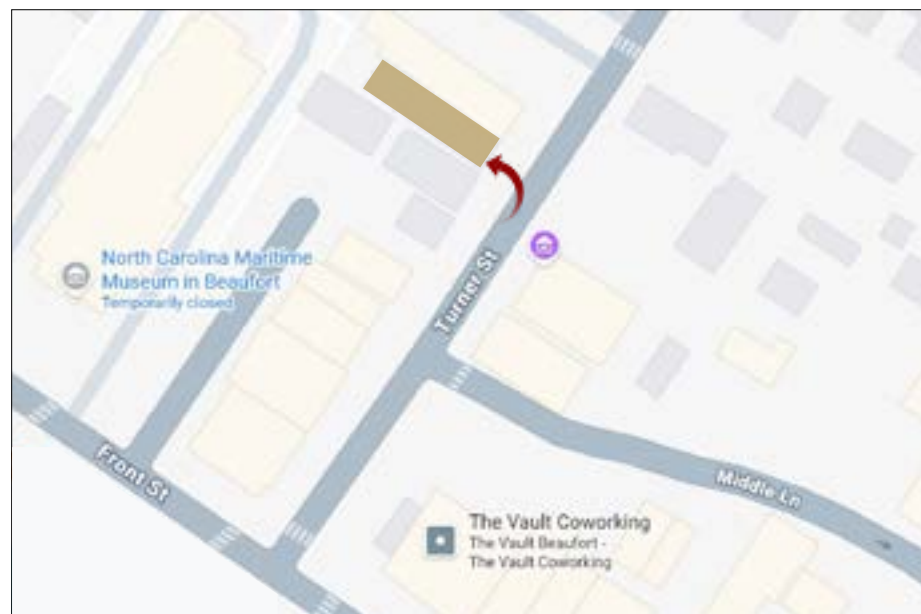 North Carolina Maritime
Museum in Beaufort
Temporarily closed
Turner St
Front St
Middle Ln
The Vault Coworking
The Vault Beaufort -
The Vault Coworking